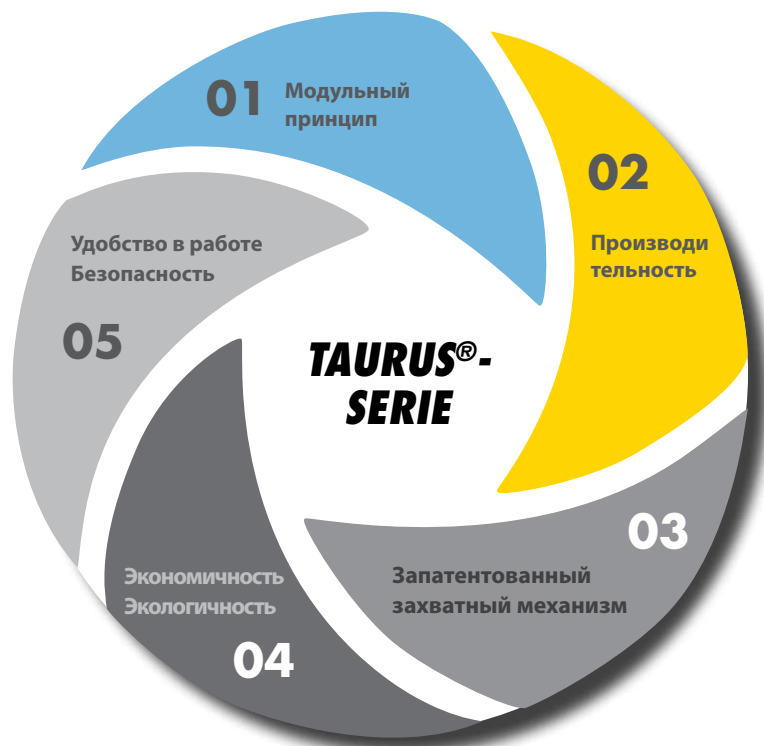 01
Модульный
принцип
02
Производи
тельность
03
Запатентованный
захватный механизм
04
Экономичность
Экологичность
05
Удобство в работе
Безопасность
TAURUS®-
SERIE